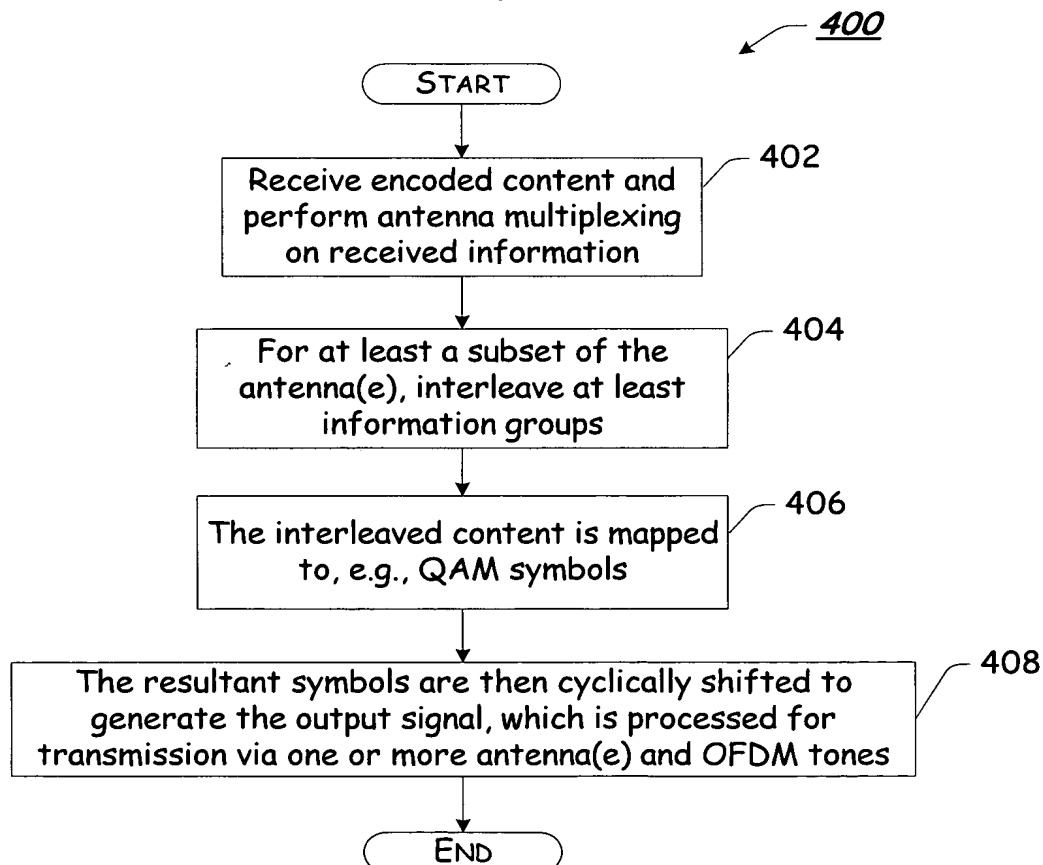 400
START
402
Receive encoded content and
perform antenna multiplexing
on received information
404
For at least a subset of the
antenna(e), interleave at least
information groups
406
The interleaved content is mapped
to, e.g., QAM symbols
408
The resultant symbols are then cyclically shifted to
generate the output signal, which is processed for
transmission via one or more antenna(e) and OFDM tones
END